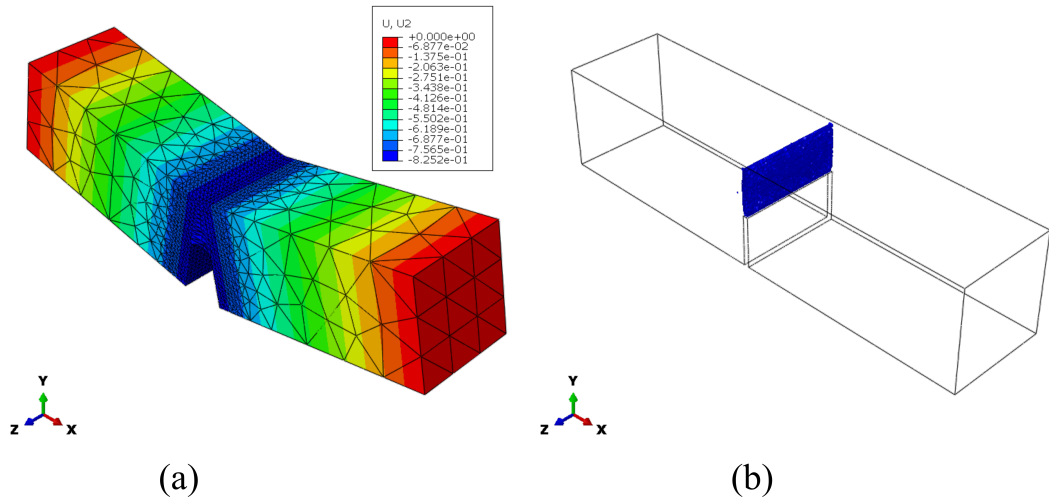 U, U2
+0.000e+00
-6.877e-02
-1.375e-01
-2.063e-01
-2.751e-01
-3.438e-01
-4.126e-01
-4.814e-01
-5.502e-01
-6.189e-01
-6.877e-01
-7.565e-01
-8.252e-01
Y
Z
X
Y
Z
X
(a)
(b)